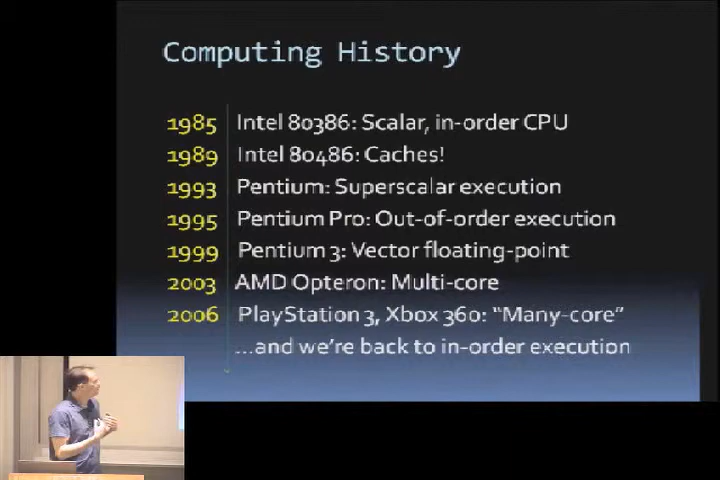 Computing History
1985 Intel 80386: Scalar, in-order CPU
1989 Intel 80486: Caches!
1993 Pentium: Superscalar execution
1995 Pentium Pro: Out-of-order execution
1999 Pentium 3: Vector floating-point
2003 AMD Opteron: Multi-core
2006 PlayStation 3, Xbox 360: “Many-core”
...and we’re back to in-order execution